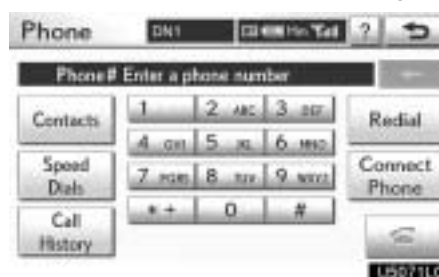 Phone DN1 Hm ?
Phone# Enter a phone number
Contacts 1 2 ABC 3 DEF Redial
4 GHI 5 JKL 6 MNO
Speed Dials 7 PQRS 8 TUV 9 WXYZ Connect Phone
* + 0 #
Call History